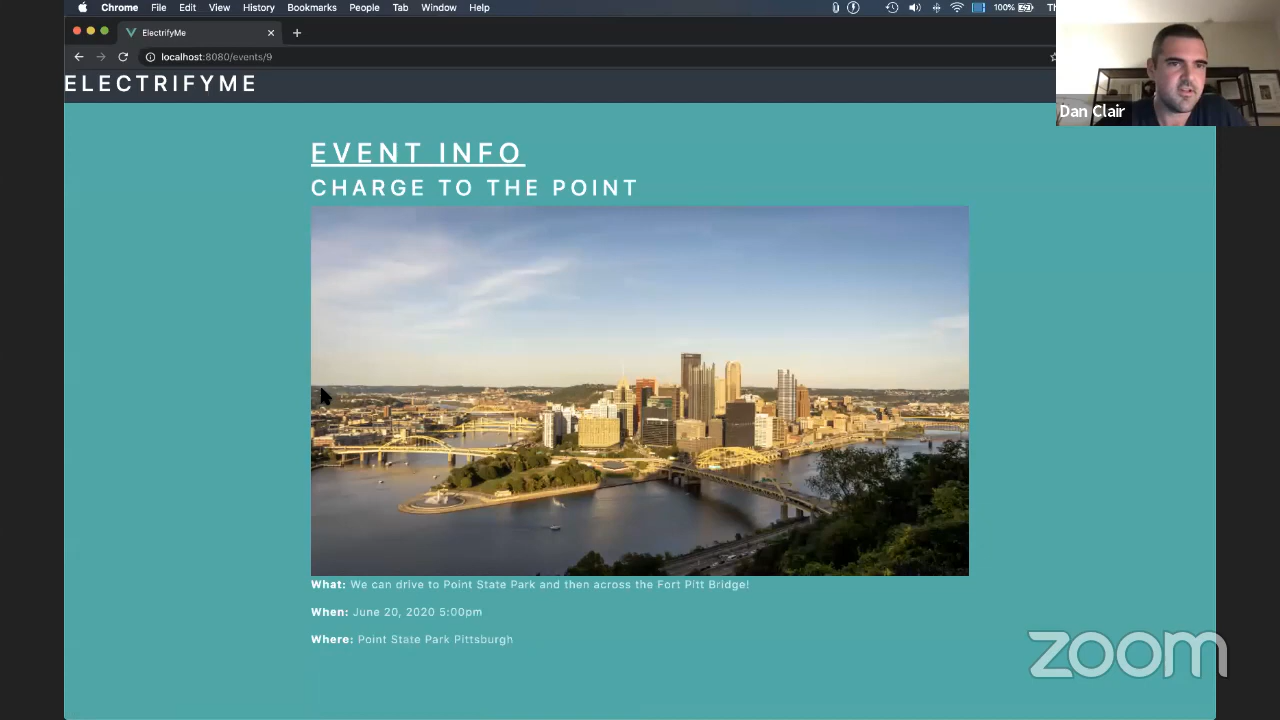 Chrome File Edit View History Bookmarks People Tab Window Help 100%
ElectrifyMe
localhost:8080/events/9
ELECTRIFYME
Dan Clair
EVENT INFO
CHARGE TO THE POINT
What: We can drive to Point State Park and then across the Fort Pitt Bridge!
When: June 20, 2020 5:00pm
Where: Point State Park Pittsburgh
zoom